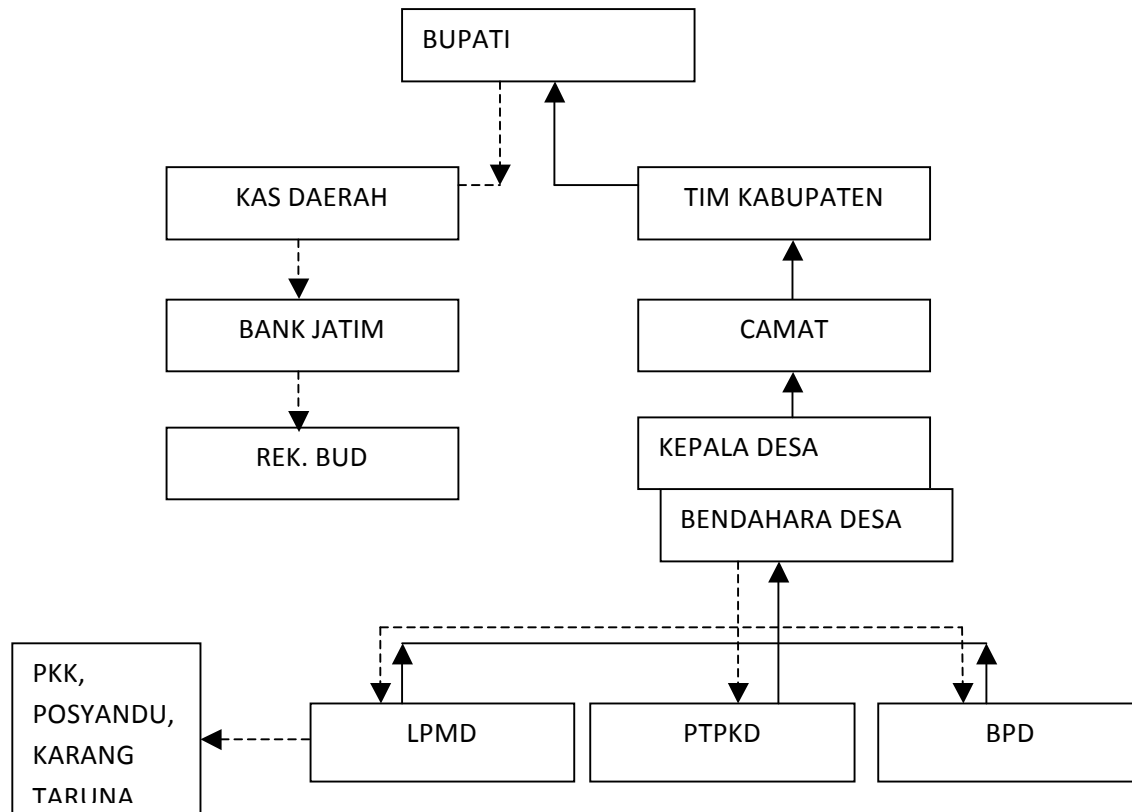 BUPATI
KAS DAERAH
TIM KABUPATEN
BANK JATIM
CAMAT
REK. BUD
KEPALA DESA
BENDAHARA DESA
PKK,
POSYANDU,
KARANG
TARUNA
LPMD
PTPKD
BPD